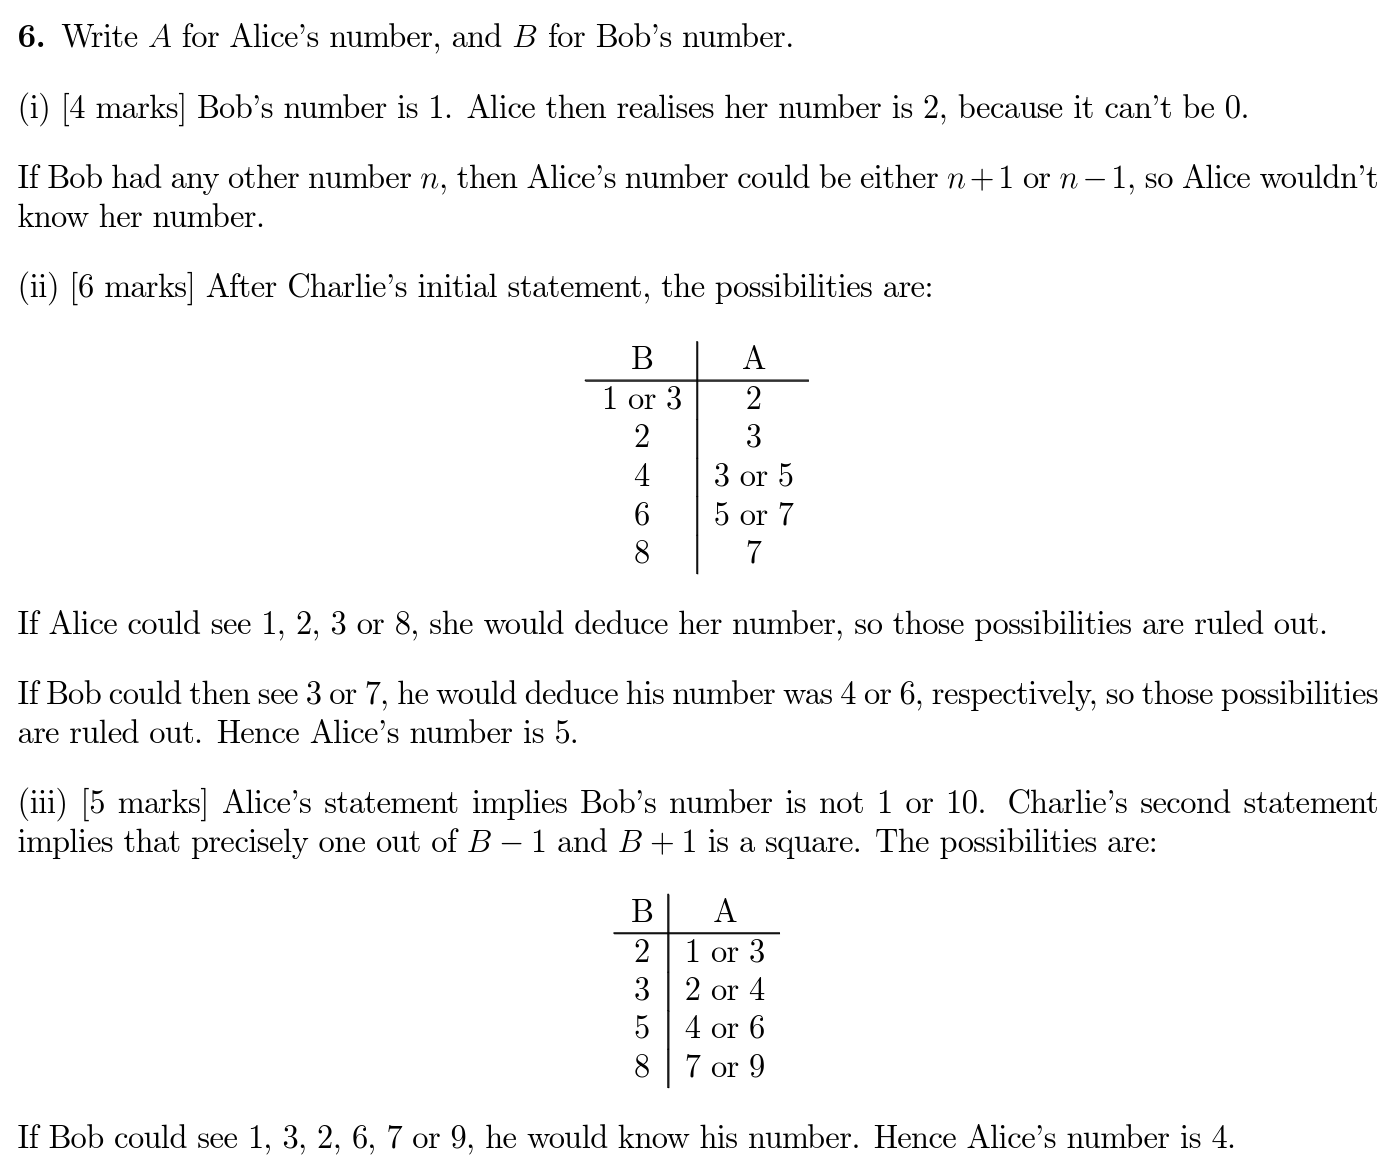 6. Write A for Alice's number, and B for Bob's number.
(i) [4 marks] Bob's number is 1. Alice then realises her number is 2, because it can't be 0.
If Bob had any other number n, then Alice's number could be either n + 1 or n − 1, so Alice wouldn't
know her number.
(ii) [6 marks] After Charlie's initial statement, the possibilities are:
B A
1 or 3 2
2 3
4 3 or 5
6 5 or 7
8 7
If Alice could see 1, 2, 3 or 8, she would deduce her number, so those possibilities are ruled out.
If Bob could then see 3 or 7, he would deduce his number was 4 or 6, respectively, so those possibilities
are ruled out. Hence Alice's number is 5.
(iii) [5 marks] Alice's statement implies Bob's number is not 1 or 10. Charlie's second statement
implies that precisely one out of B − 1 and B + 1 is a square. The possibilities are:
B A
2 1 or 3
3 2 or 4
5 4 or 6
8 7 or 9
If Bob could see 1, 3, 2, 6, 7 or 9, he would know his number. Hence Alice's number is 4.